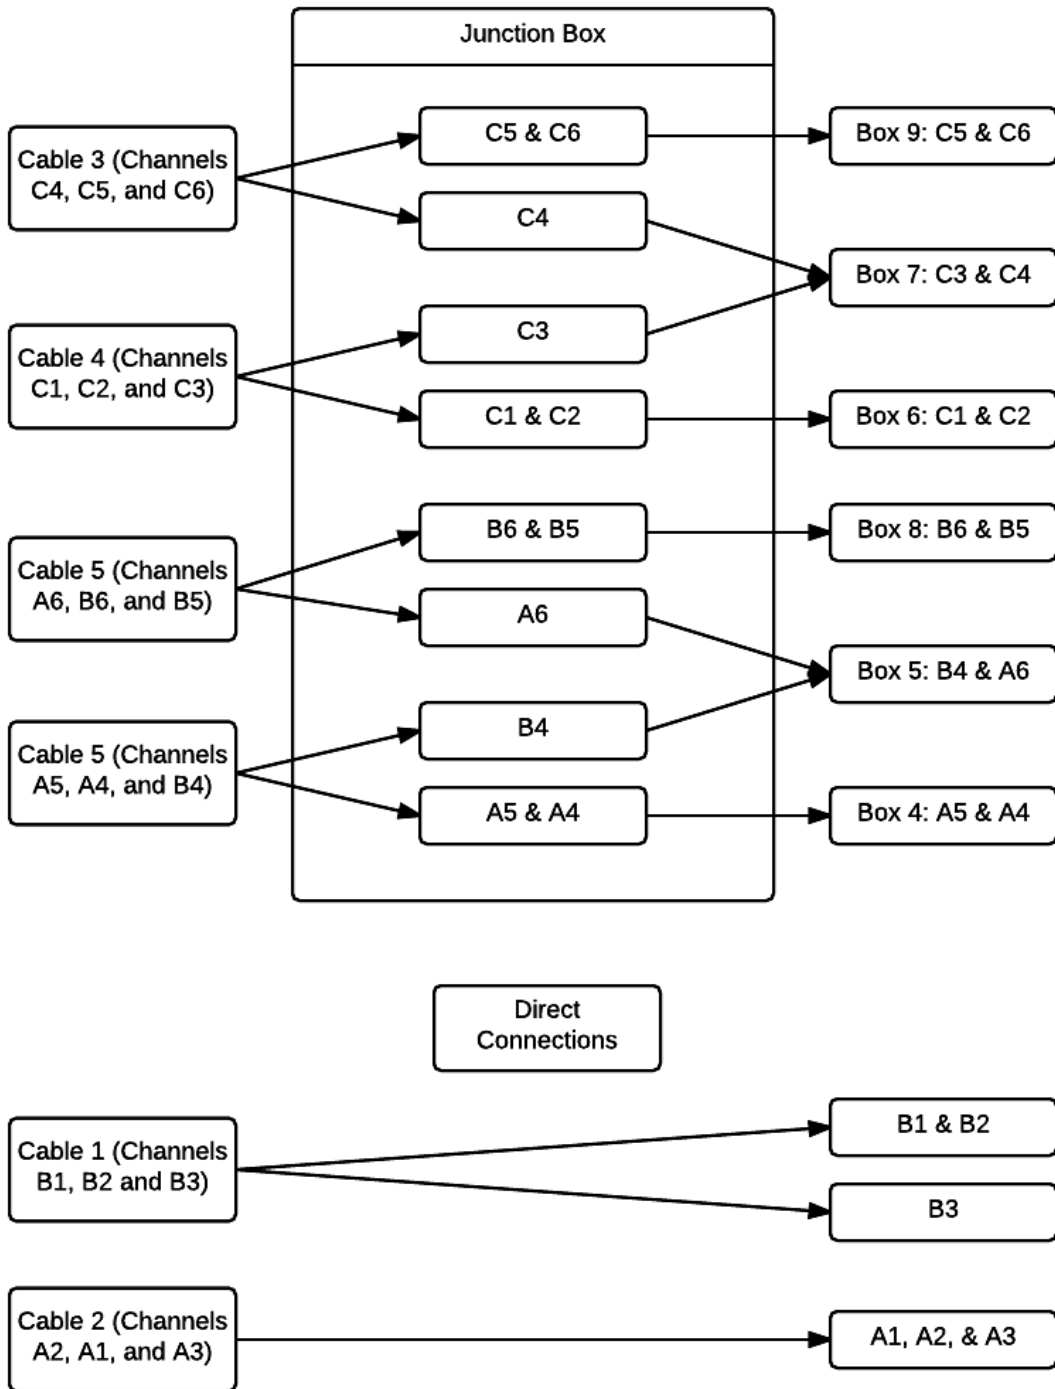 Junction Box
Cable 3 (Channels
C4, C5, and C6)
C5 & C6
Box 9: C5 & C6
C4
Box 7: C3 & C4
Cable 4 (Channels
C1, C2, and C3)
C3
C1 & C2
Box 6: C1 & C2
Cable 5 (Channels
A6, B6, and B5)
B6 & B5
Box 8: B6 & B5
A6
Box 5: B4 & A6
Cable 5 (Channels
A5, A4, and B4)
B4
A5 & A4
Box 4: A5 & A4
Direct
Connections
Cable 1 (Channels
B1, B2 and B3)
B1 & B2
B3
Cable 2 (Channels
A2, A1, and A3)
A1, A2, & A3